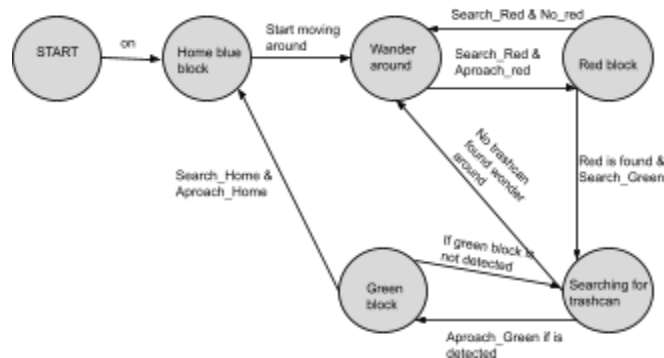 START
on
Home blue
block
Start moving
around
Wander
around
Search_Red & No_red
Search_Red &
Aproach_red
Red block
Red is found &
Search_Green
No trashcan
found wonder
around
Search_Home &
Aproach_Home
If green block is
not detected
Green
block
Searching for
trashcan
Aproach_Green if is
detected